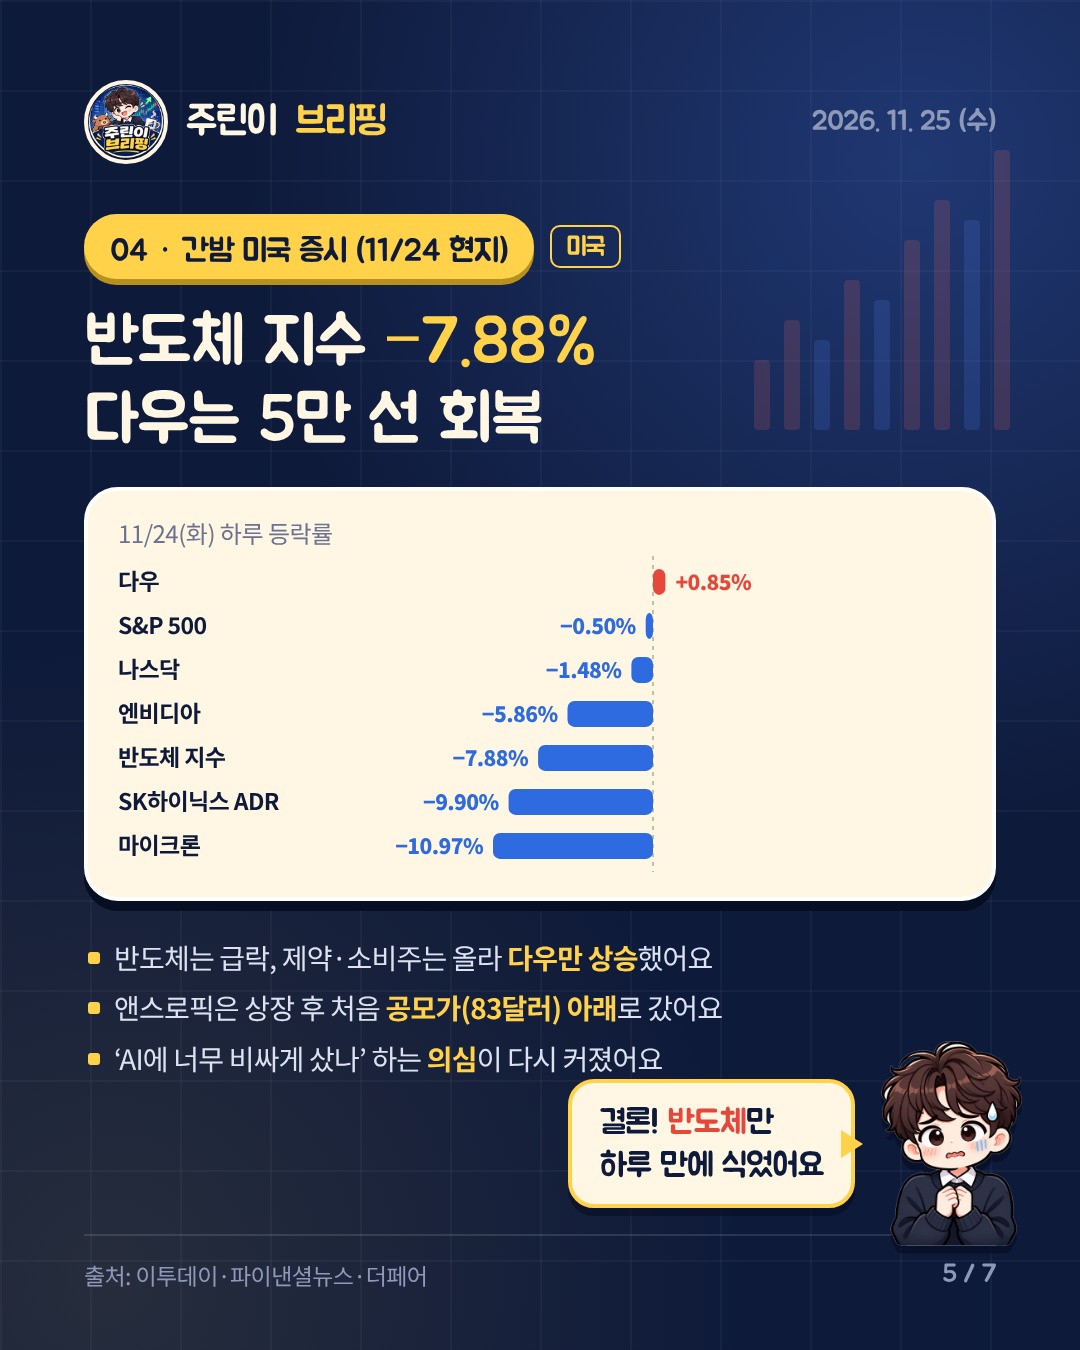 주린이 브리핑
주린이 브리핑
2026. 11. 25 (수)
04 · 간밤 미국 증시 (11/24 현지)
미국
반도체 지수 −7.88%
다우는 5만 선 회복
11/24(화) 하루 등락률
다우 +0.85%
S&P 500 −0.50%
나스닥 −1.48%
엔비디아 −5.86%
반도체 지수 −7.88%
SK하이닉스 ADR −9.90%
마이크론 −10.97%
반도체는 급락, 제약·소비주는 올라 다우만 상승했어요
앤스로픽은 상장 후 처음 공모가(83달러) 아래로 갔어요
‘AI에 너무 비싸게 샀나’ 하는 의심이 다시 커졌어요
결론! 반도체만
하루 만에 식었어요
출처: 이투데이·파이낸셜뉴스·더페어
5 / 7